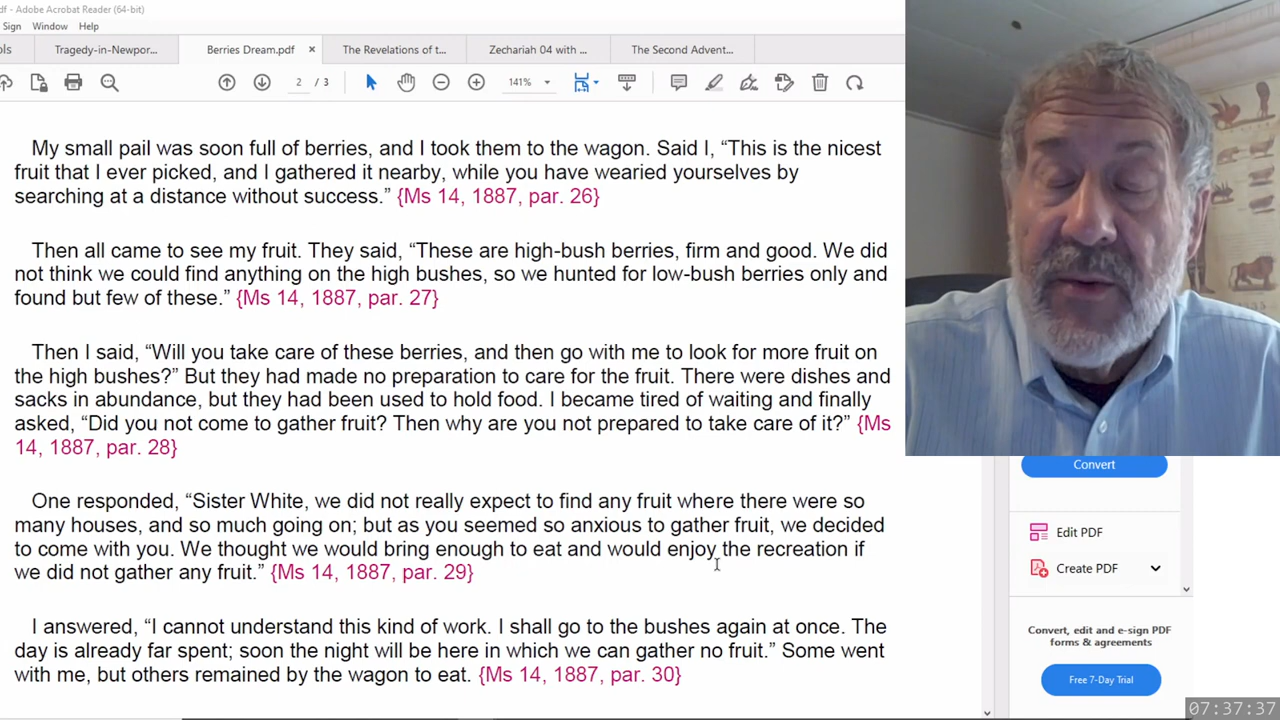 df - Adobe Acrobat Reader (64-bit)
Sign Window Help
ols Tragedy-in-Newpor... Berries Dream.pdf × The Revelations of t... Zechariah 04 with ... The Second Advent...
2 / 3 141%
My small pail was soon full of berries, and I took them to the wagon. Said I, “This is the nicest
fruit that I ever picked, and I gathered it nearby, while you have wearied yourselves by
searching at a distance without success.” {Ms 14, 1887, par. 26}
Then all came to see my fruit. They said, “These are high-bush berries, firm and good. We did
not think we could find anything on the high bushes, so we hunted for low-bush berries only and
found but few of these.” {Ms 14, 1887, par. 27}
Then I said, “Will you take care of these berries, and then go with me to look for more fruit on
the high bushes?” But they had made no preparation to care for the fruit. There were dishes and
sacks in abundance, but they had been used to hold food. I became tired of waiting and finally
asked, “Did you not come to gather fruit? Then why are you not prepared to take care of it?” {Ms
14, 1887, par. 28}
One responded, “Sister White, we did not really expect to find any fruit where there were so
many houses, and so much going on; but as you seemed so anxious to gather fruit, we decided
to come with you. We thought we would bring enough to eat and would enjoy the recreation if
we did not gather any fruit.” {Ms 14, 1887, par. 29}
I answered, “I cannot understand this kind of work. I shall go to the bushes again at once. The
day is already far spent; soon the night will be here in which we can gather no fruit.” Some went
with me, but others remained by the wagon to eat. {Ms 14, 1887, par. 30}
Convert
Edit PDF
Create PDF
Convert, edit and e-sign PDF
forms & agreements
Free 7-Day Trial
07:37:37